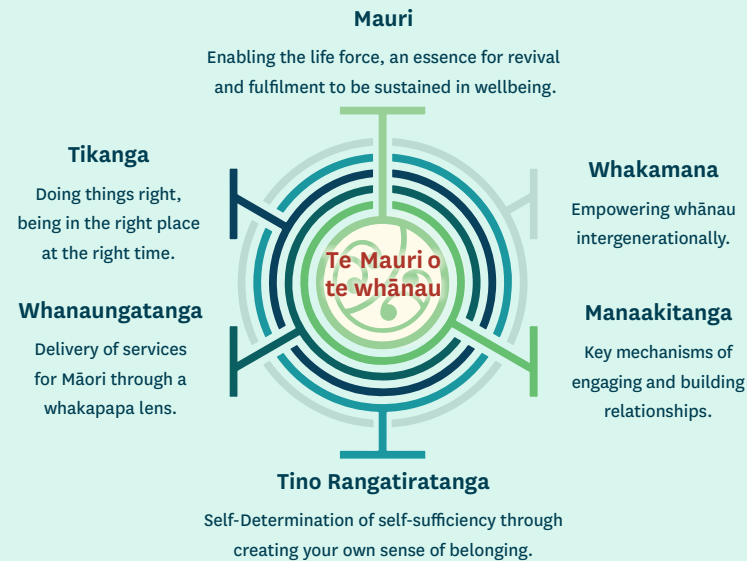 Mauri
Enabling the life force, an essence for revival
and fulfilment to be sustained in wellbeing.
Tikanga
Doing things right,
being in the right place
at the right time.
Whakamana
Empowering whānau
intergenerationally.
Te Mauri o
te whānau
Whanaungatanga
Delivery of services
for Māori through a
whakapapa lens.
Manaakitanga
Key mechanisms of
engaging and building
relationships.
Tino Rangatiratanga
Self-Determination of self-sufficiency through
creating your own sense of belonging.